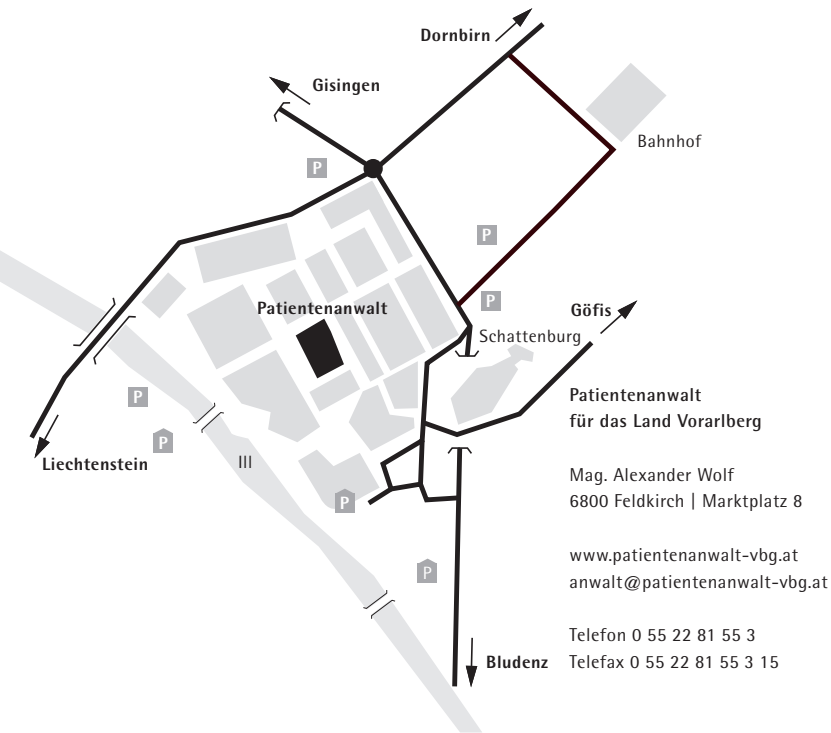 Dornbirn
Gisingen
Bahnhof
P
P
P
Göfis
Patientenanwalt
Schattenburg
P
P
Liechtenstein
Ill
P
P
Bludenz
Patientenanwalt
für das Land Vorarlberg
Mag. Alexander Wolf
6800 Feldkirch | Marktplatz 8
www.patientenanwalt-vbg.at
anwalt@patientenanwalt-vbg.at
Telefon 0 55 22 81 55 3
Telefax 0 55 22 81 55 3 15